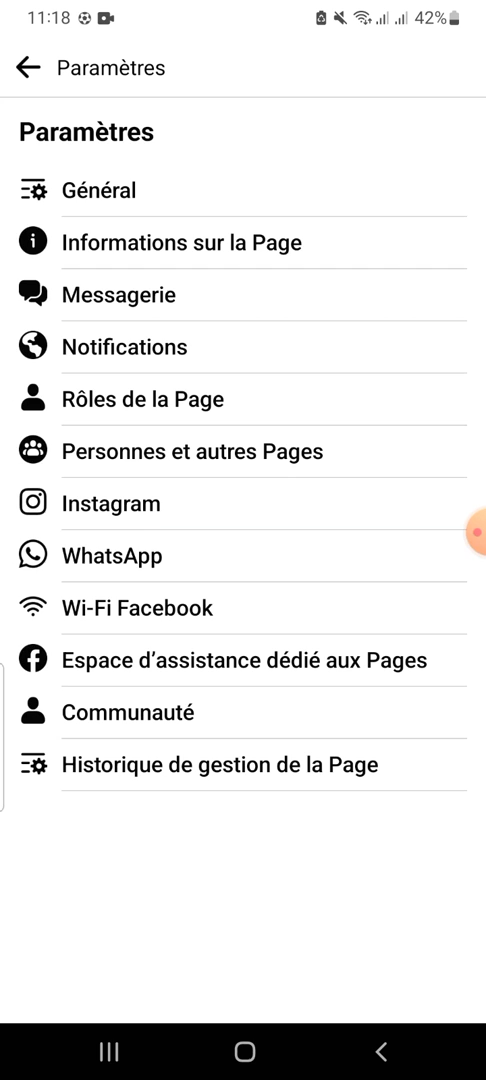 11:18 42%
Paramètres
Paramètres
Général
Informations sur la Page
Messagerie
Notifications
Rôles de la Page
Personnes et autres Pages
Instagram
WhatsApp
Wi-Fi Facebook
Espace d’assistance dédié aux Pages
Communauté
Historique de gestion de la Page